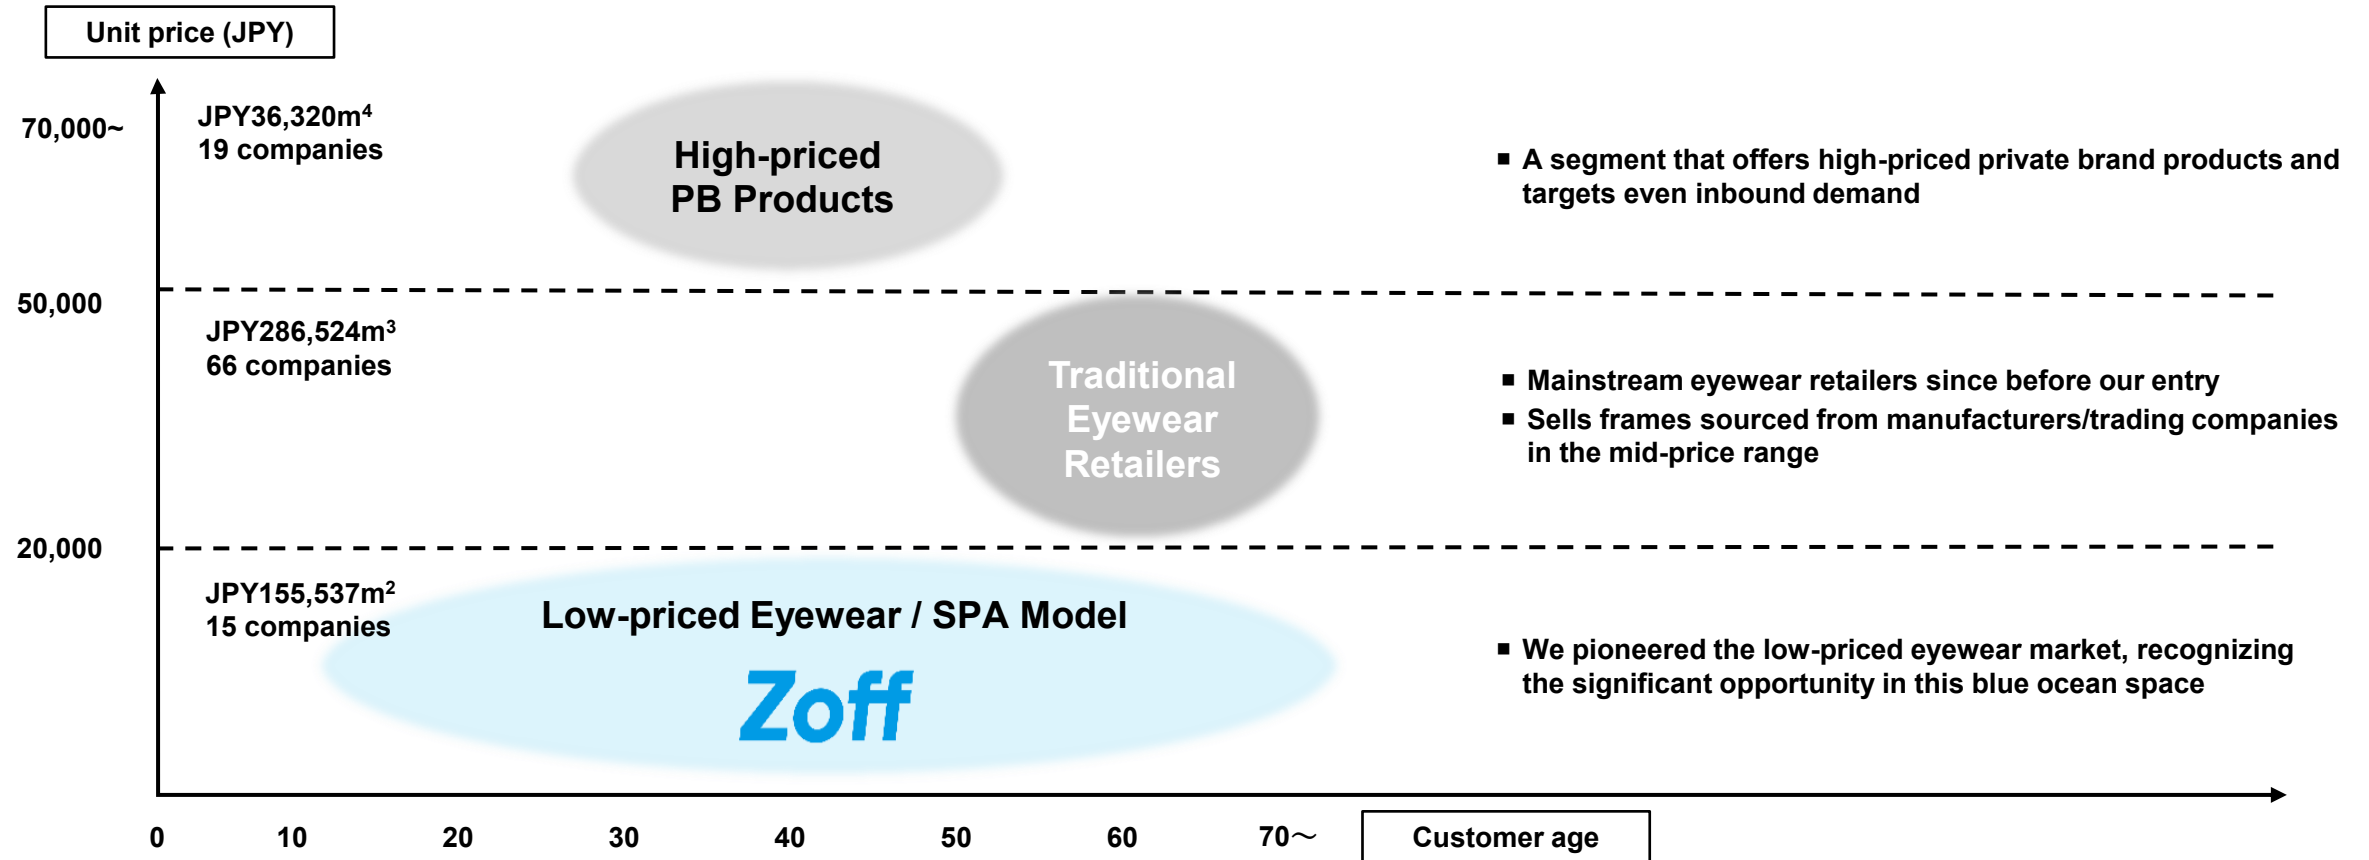 Unit price (JPY)
70,000~
JPY36,320m4
19 companies
High-priced
PB Products
■ A segment that offers high-priced private brand products and
targets even inbound demand
50,000
JPY286,524m3
66 companies
Traditional
Eyewear
Retailers
■ Mainstream eyewear retailers since before our entry
■ Sells frames sourced from manufacturers/trading companies
in the mid-price range
20,000
JPY155,537m2
15 companies
Low-priced Eyewear / SPA Model
Zoff
■ We pioneered the low-priced eyewear market, recognizing
the significant opportunity in this blue ocean space
0 10 20 30 40 50 60 70～
Customer age